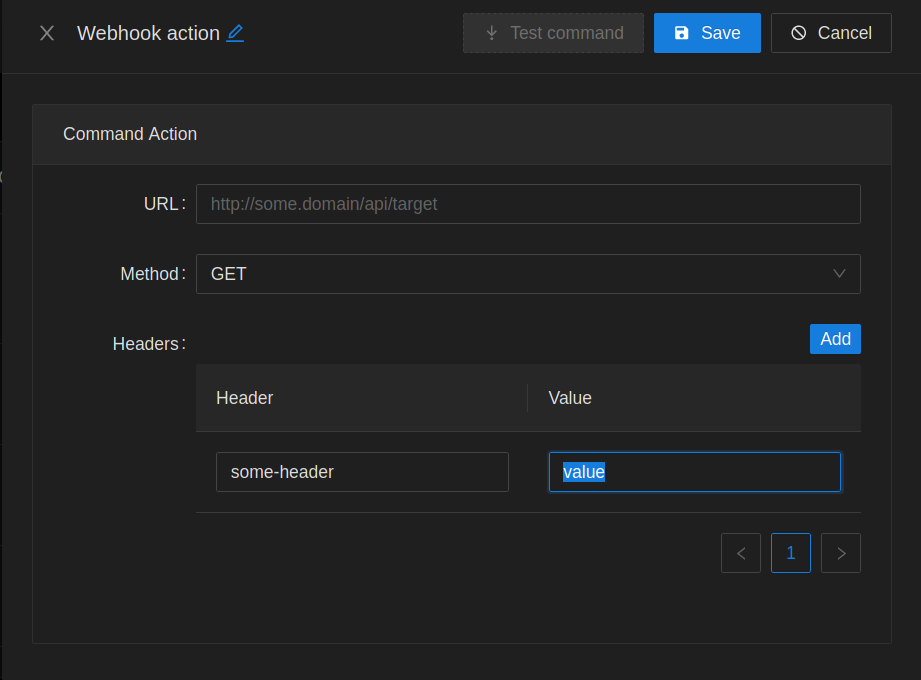 Webhook action
Test command
Save
Cancel
Command Action
URL:
http://some.domain/api/target
Method:
GET
Headers:
Add
Header
Value
some-header
value
<
1
>